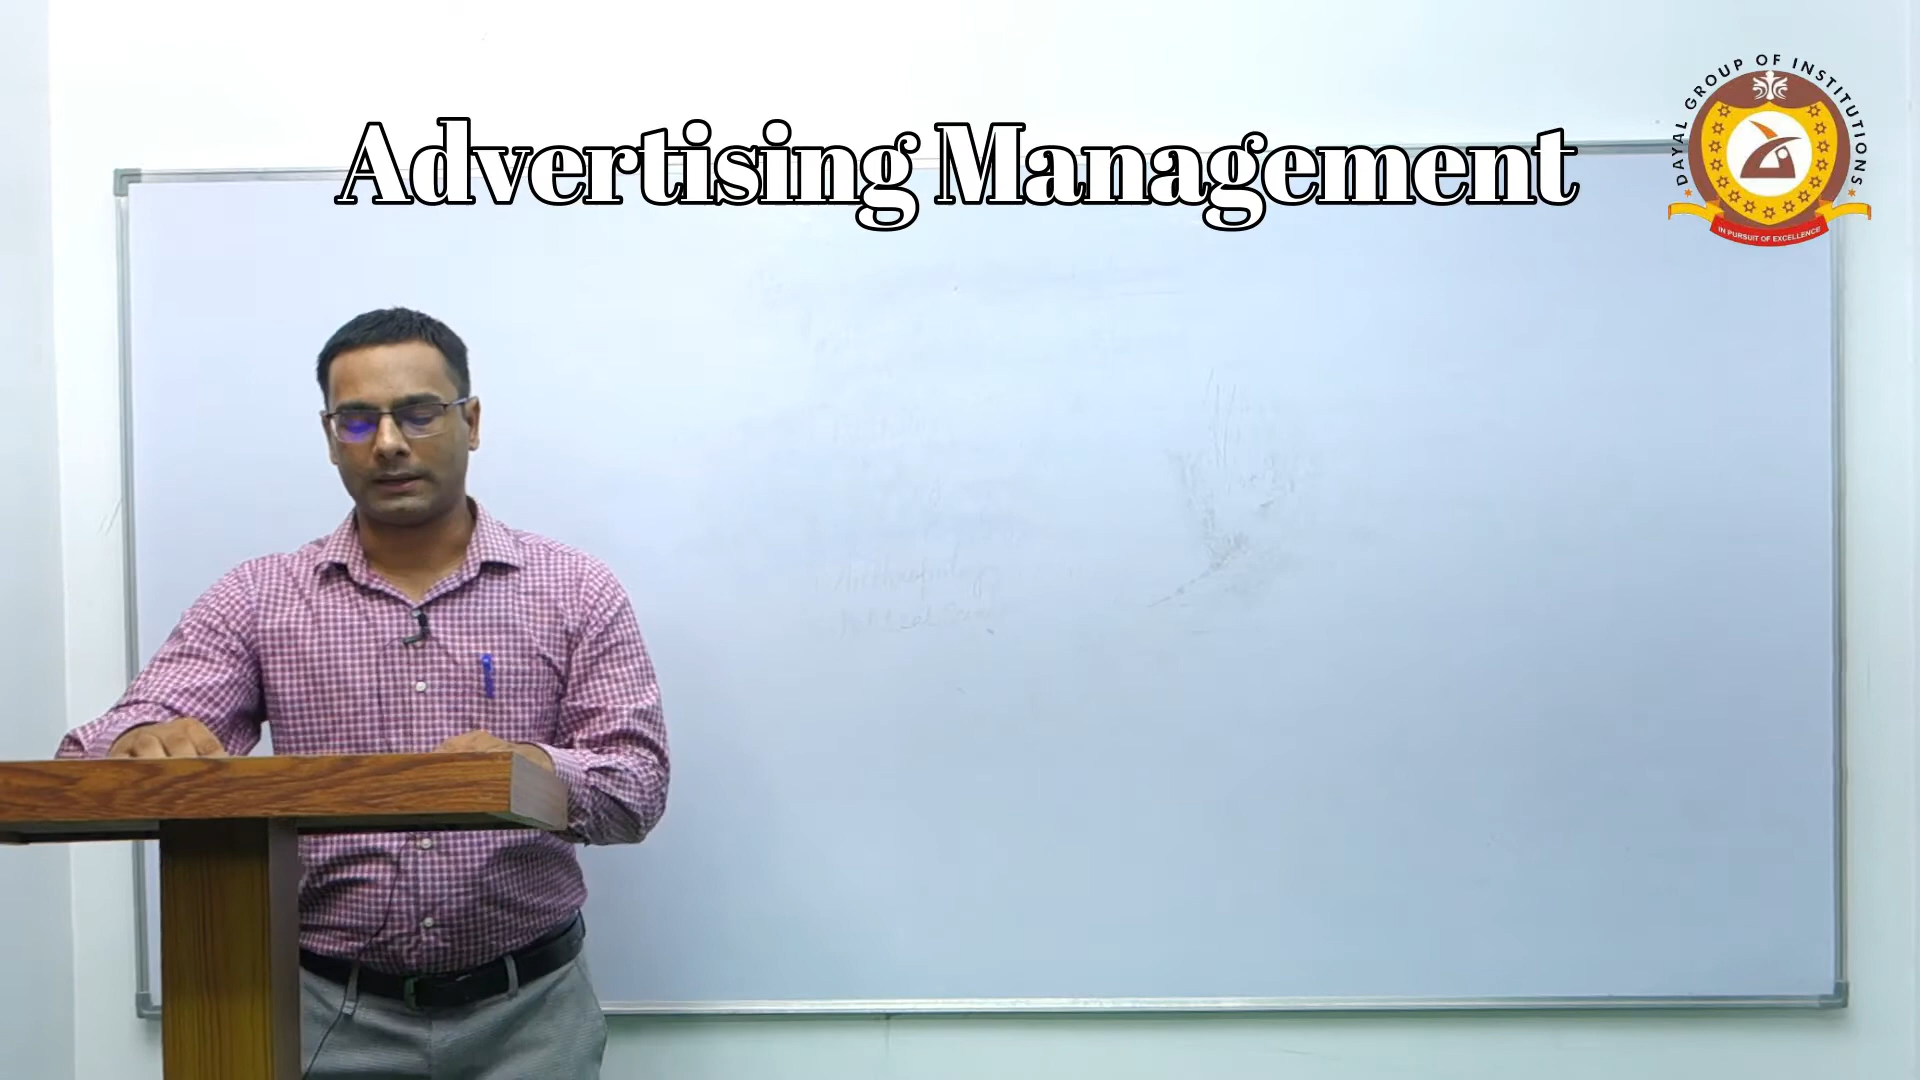 Advertising Management
DAYAL GROUP OF INSTITUTIONS
IN PURSUIT OF EXCELLENCE